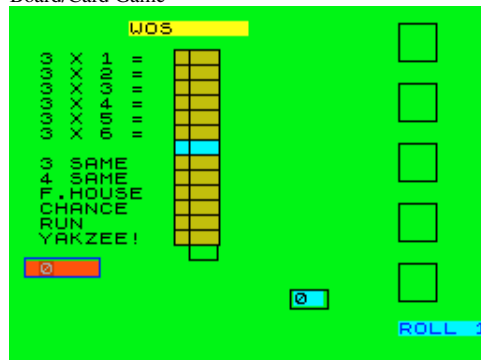 Board/Card Game
WOS
3 X 1 =
3 X 2 =
3 X 3 =
3 X 4 =
3 X 5 =
3 X 6 =
3 SAME
4 SAME
F.HOUSE
CHANCE
RUN
YAKZEE!
0
0
ROLL 1